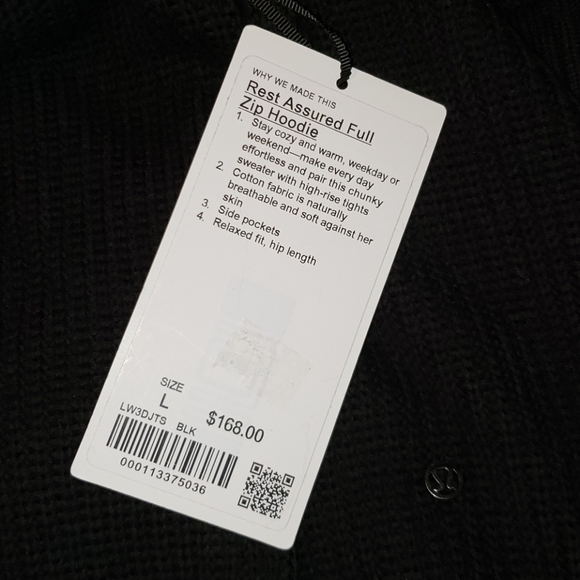 WHY WE MADE THIS
Rest Assured Full
Zip Hoodie
1. Stay cozy and warm, weekday or
weekend—make every day
effortless and pair this chunky
sweater with high-rise tights
2. Cotton fabric is naturally
breathable and soft against her
skin
3. Side pockets
4. Relaxed fit, hip length
SIZE
L
$168.00
LW3DJTS BLK
000113375036